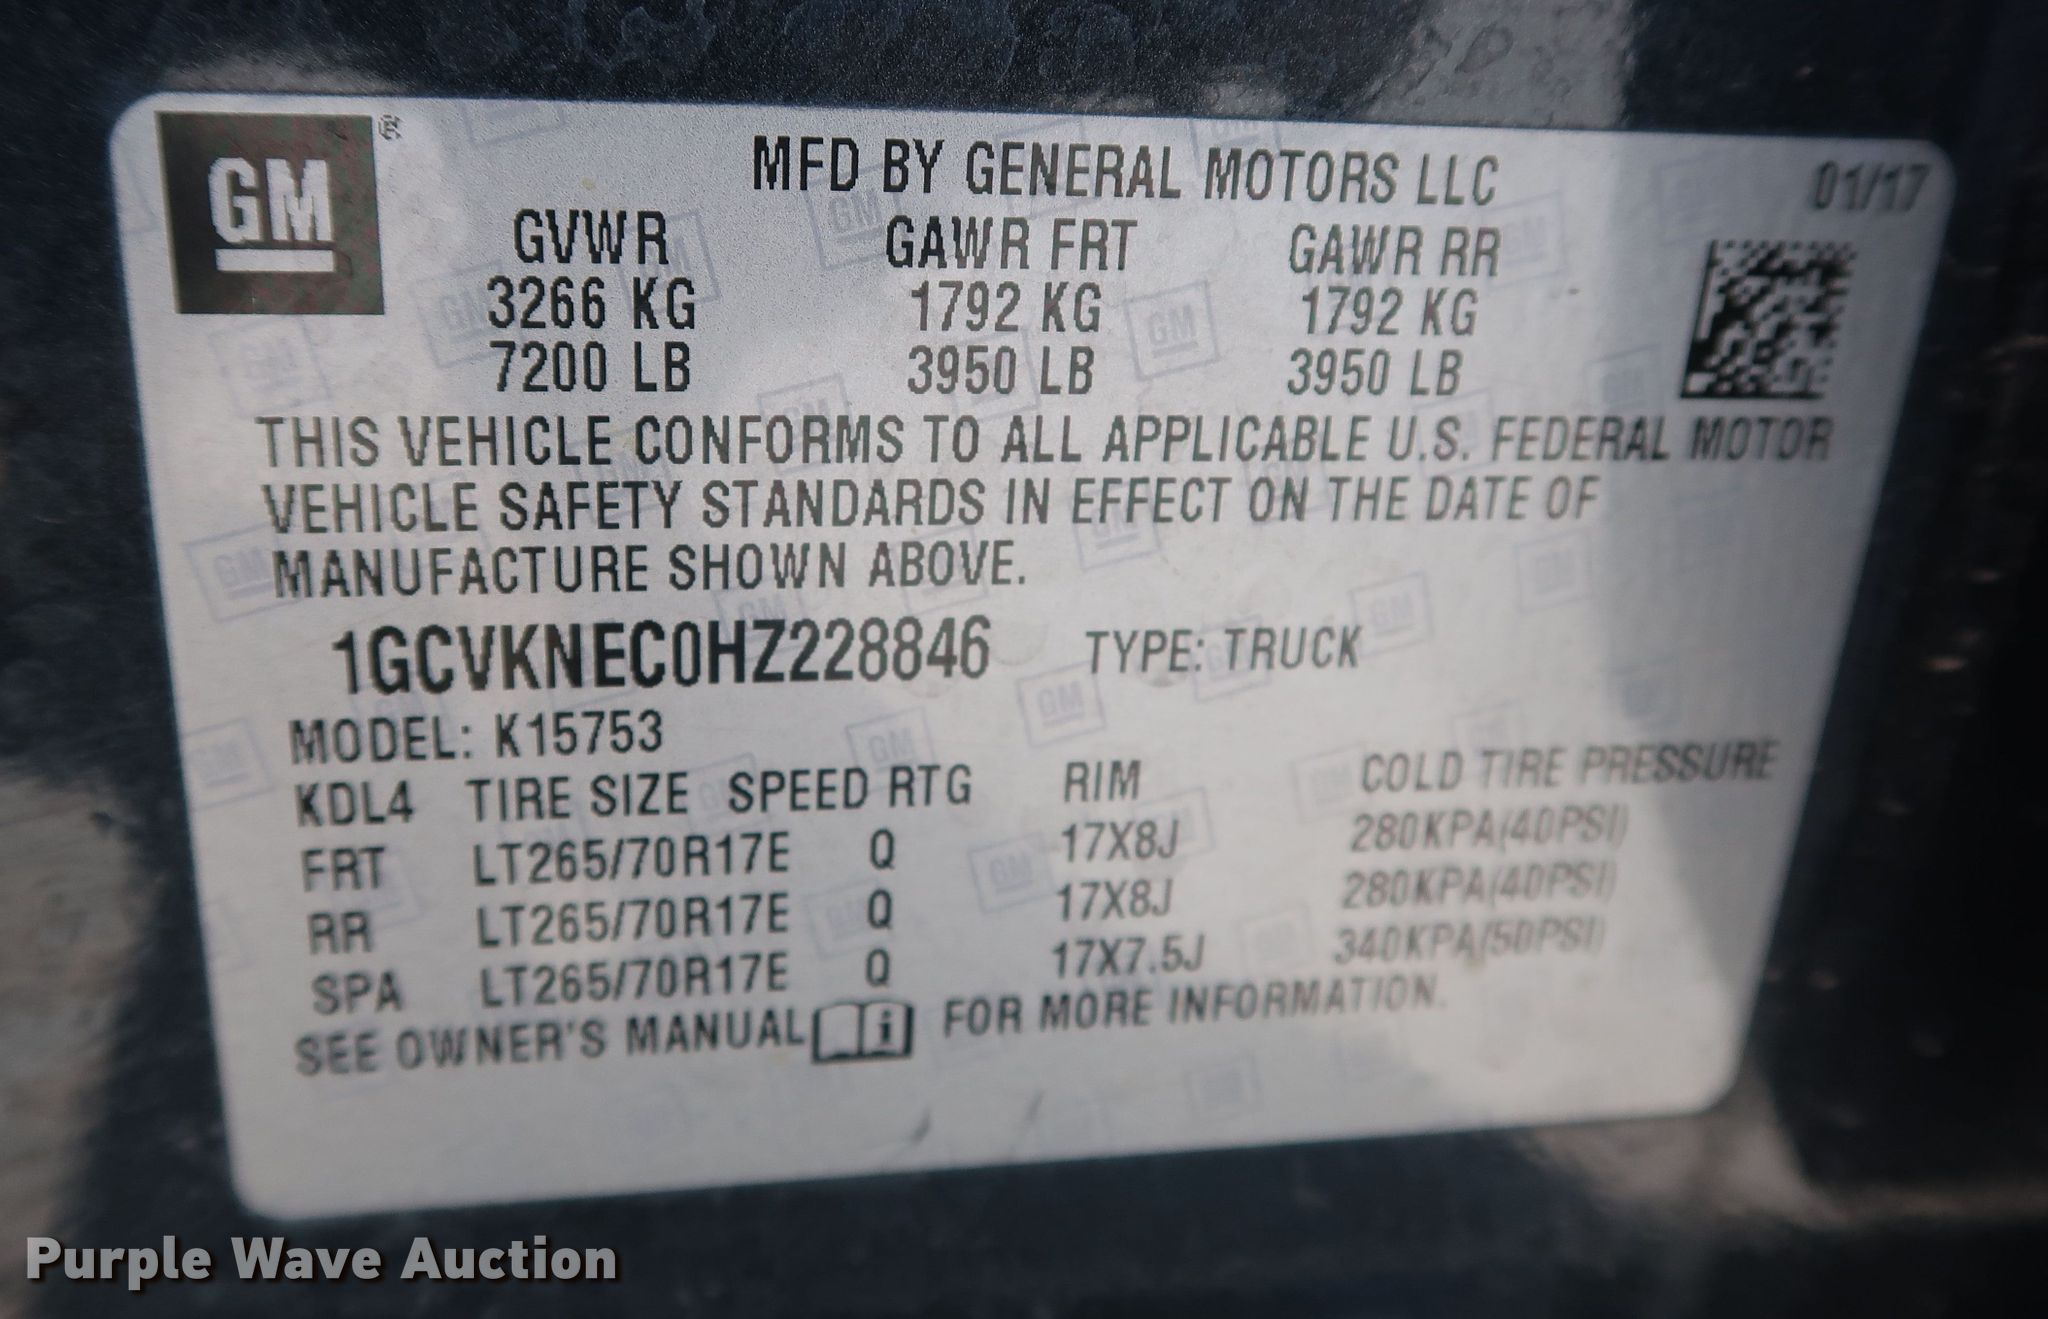 GM ®
MFD BY GENERAL MOTORS LLC 01/17
GVWR GAWR FRT GAWR RR
3266 KG 1792 KG 1792 KG
7200 LB 3950 LB 3950 LB
THIS VEHICLE CONFORMS TO ALL APPLICABLE U.S. FEDERAL MOTOR
VEHICLE SAFETY STANDARDS IN EFFECT ON THE DATE OF
MANUFACTURE SHOWN ABOVE.
1GCVKNEC0HZ228846 TYPE: TRUCK
MODEL: K15753
KDL4 TIRE SIZE SPEED RTG RIM COLD TIRE PRESSURE
FRT LT265/70R17E Q 17X8J 280KPA(40PSI)
RR LT265/70R17E Q 17X8J 280KPA(40PSI)
SPA LT265/70R17E Q 17X7.5J 340KPA(50PSI)
SEE OWNER'S MANUAL i FOR MORE INFORMATION.
Purple Wave Auction